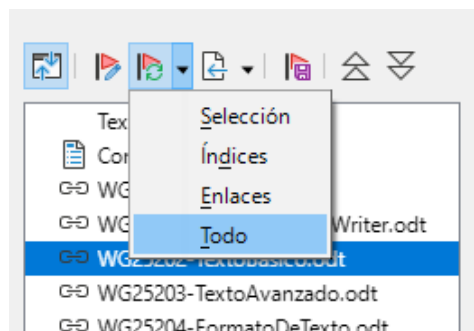 Selección
Tex
Índices
Cor
WG
Enlaces
WG
Writer.odt
Todo
WG25202-TextoBasico.odt
WG25203-TextoAvanzado.odt
WG25204-FormatoDeTexto.odt